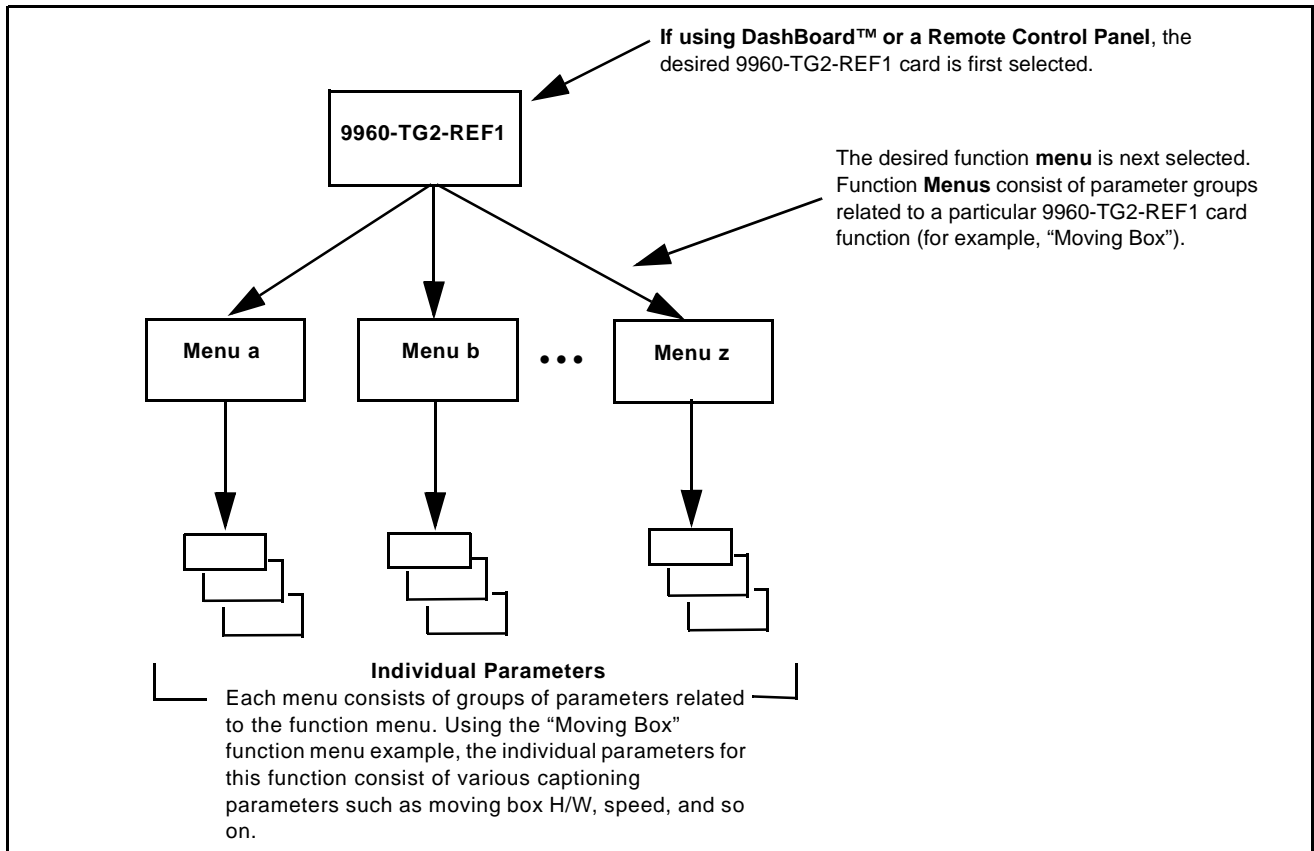 If using DashBoard™ or a Remote Control Panel, the
desired 9960-TG2-REF1 card is first selected.
9960-TG2-REF1
The desired function menu is next selected.
Function Menus consist of parameter groups
related to a particular 9960-TG2-REF1 card
function (for example, “Moving Box”).
Menu a
Menu b
•••
Menu z
Individual Parameters
Each menu consists of groups of parameters related
to the function menu. Using the “Moving Box”
function menu example, the individual parameters for
this function consist of various captioning
parameters such as moving box H/W, speed, and so
on.